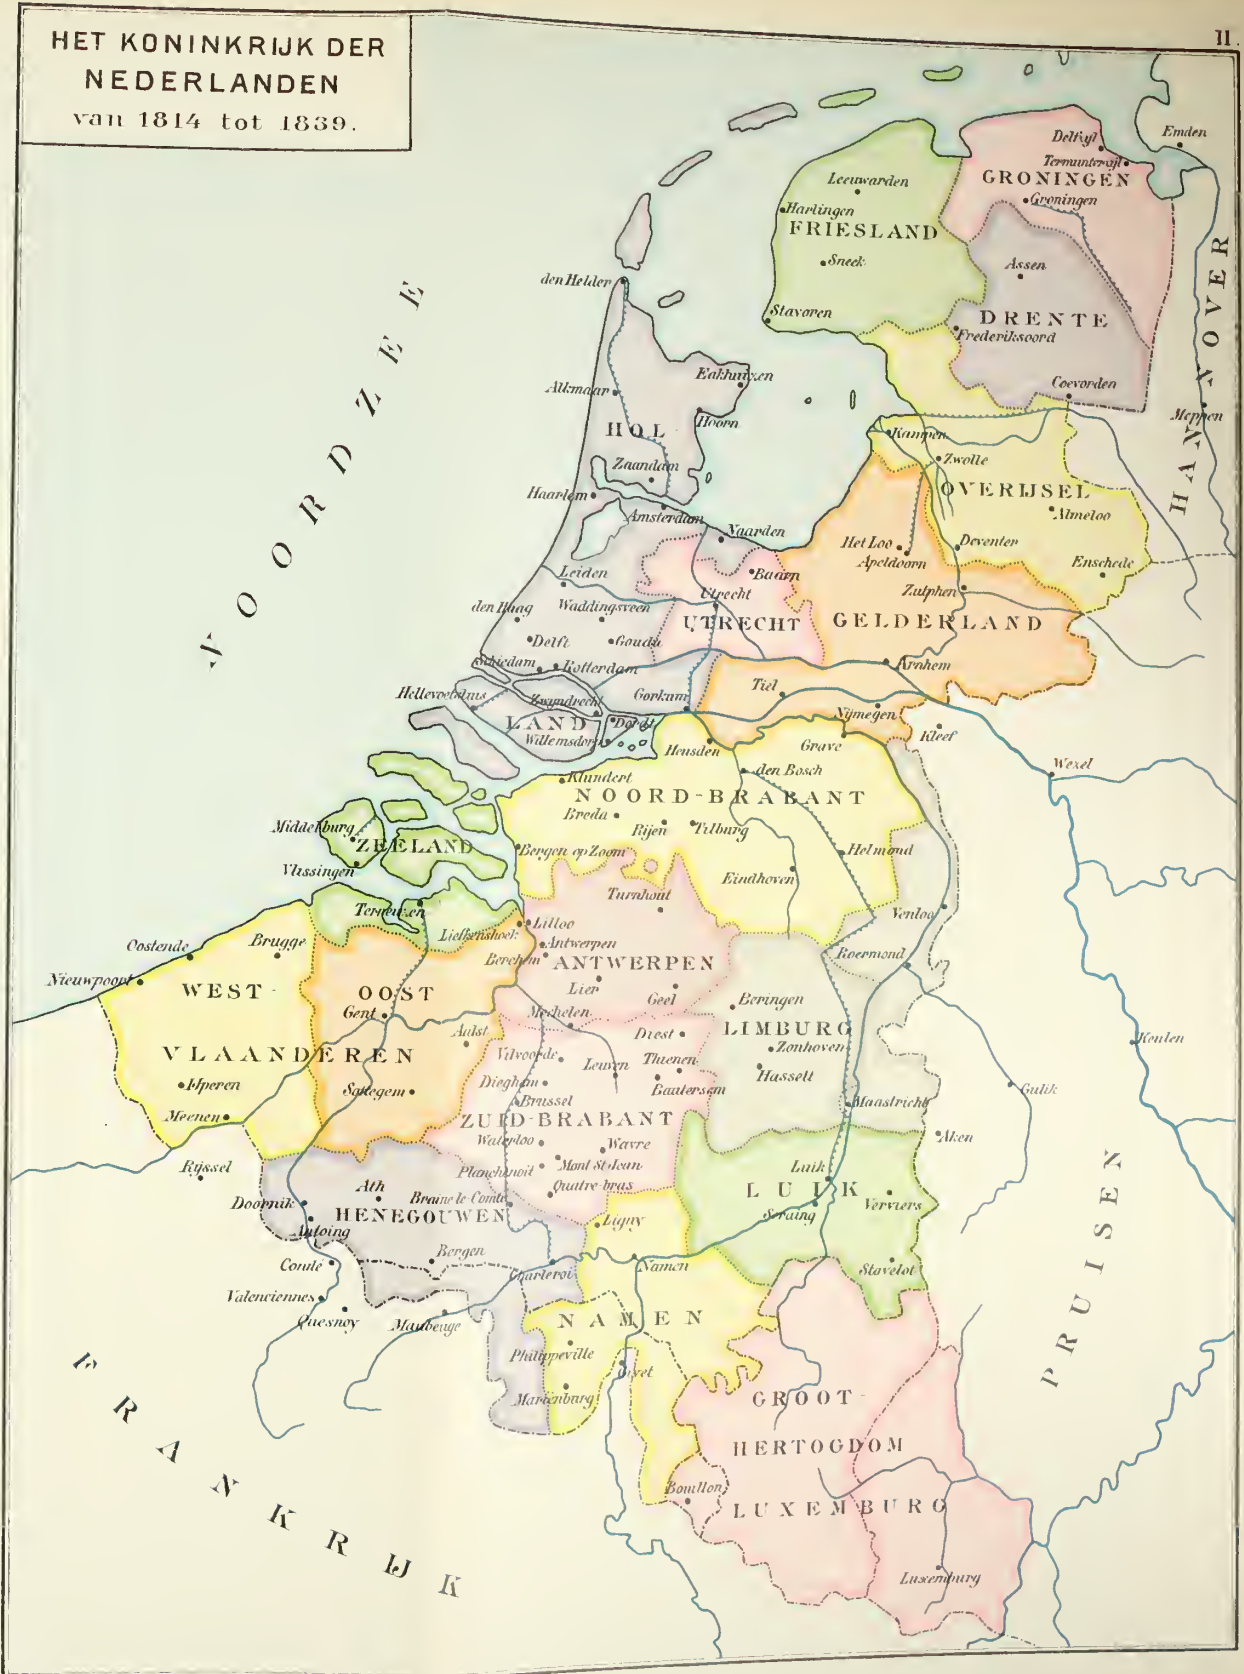 HET KONINKRIJK DER
NEDERLANDEN
van 1814 tot 1839.
II.
NOORDZEE
Delfzijl
Emden
Termunterzijl
GRONINGEN
Groningen
Leeuwarden
Harlingen
FRIESLAND
Sneek
Assen
den Helder
Stavoren
DRENTE
Frederiksoord
HANNOVER
Coevorden
Meppen
Enkhuizen
Alkmaar
Hoorn
HOL-
Kampen
Zwolle
Zaandam
OVERIJSEL
Haarlem
Almeloo
Amsterdam
Naarden
Het Loo
Apeldoorn
Deventer
Enschede
Leiden
Baarn
Zutphen
Utrecht
den Haag
Waddingsveen
UTRECHT
GELDERLAND
Delft
Gouda
Schiedam
Rotterdam
Arnhem
Hellevoetsluis
Zwijndrecht
Gorkum
Tiel
Nijmegen
LAND
Dordt
Willemsdorp
Heusden
Grave
Kleef
Wezel
Klundert
den Bosch
NOORD-BRABANT
Breda
Rijen
Tilburg
Middelburg
ZEELAND
Bergen op Zoom
Helmond
Vlissingen
Eindhoven
Turnhout
Venloo
Terneuzen
Lilloo
Liefkenshoek
Oostende
Brugge
Antwerpen
Berchem
ANTWERPEN
Roermond
Nieuwpoort
WEST-
OOST
Lier
Geel
Beringen
Gent
Mechelen
LIMBURG
Aalst
Diest
Zonhoven
Keulen
VLAANDEREN
Vilvoorde
Leuven
Thienen
Hasselt
IJperen
Dieghem
Sottegem
Bautersem
Gulik
Brussel
Maastricht
Meenen
ZUID-BRABANT
Waterloo
Wavre
Aken
Rijssel
Planchenoit
Mont St Jean
Luik
Ath
Quatre-bras
LUIK
Doornik
Braine le Comte
Verviers
HENEGOUWEN
Seraing
Antoing
Ligny
Bergen
Conde
Charleroi
Namen
Stavelot
PRUISEN
Valenciennes
Quesnoy
Maubeuge
NAMEN
Philippeville
Givet
Mariënburg
GROOT-
HERTOGDOM
LUXEMBURG
Bouillon
Luxemburg
FRANKRIJK